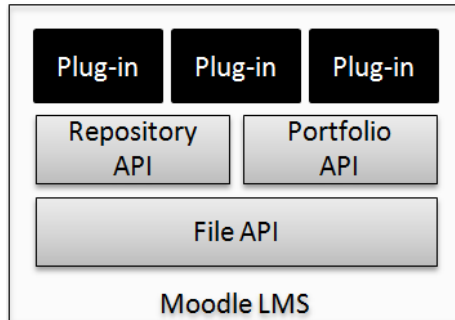 Plug-in Plug-in Plug-in
Repository Portfolio
API API
File API
Moodle LMS